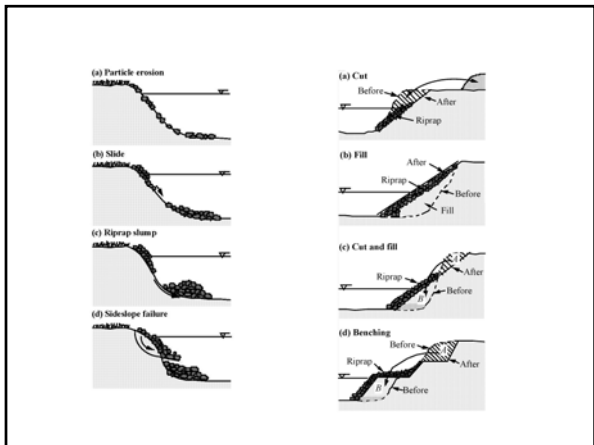 (a) Particle erosion
(b) Slide
(c) Riprap slump
(d) Sideslope failure
(a) Cut
Before
After
Riprap
(b) Fill
After
Riprap
Before
Fill
(c) Cut and fill
A
Riprap
After
B
Before
(d) Benching
Before
A
Riprap
After
B
Before